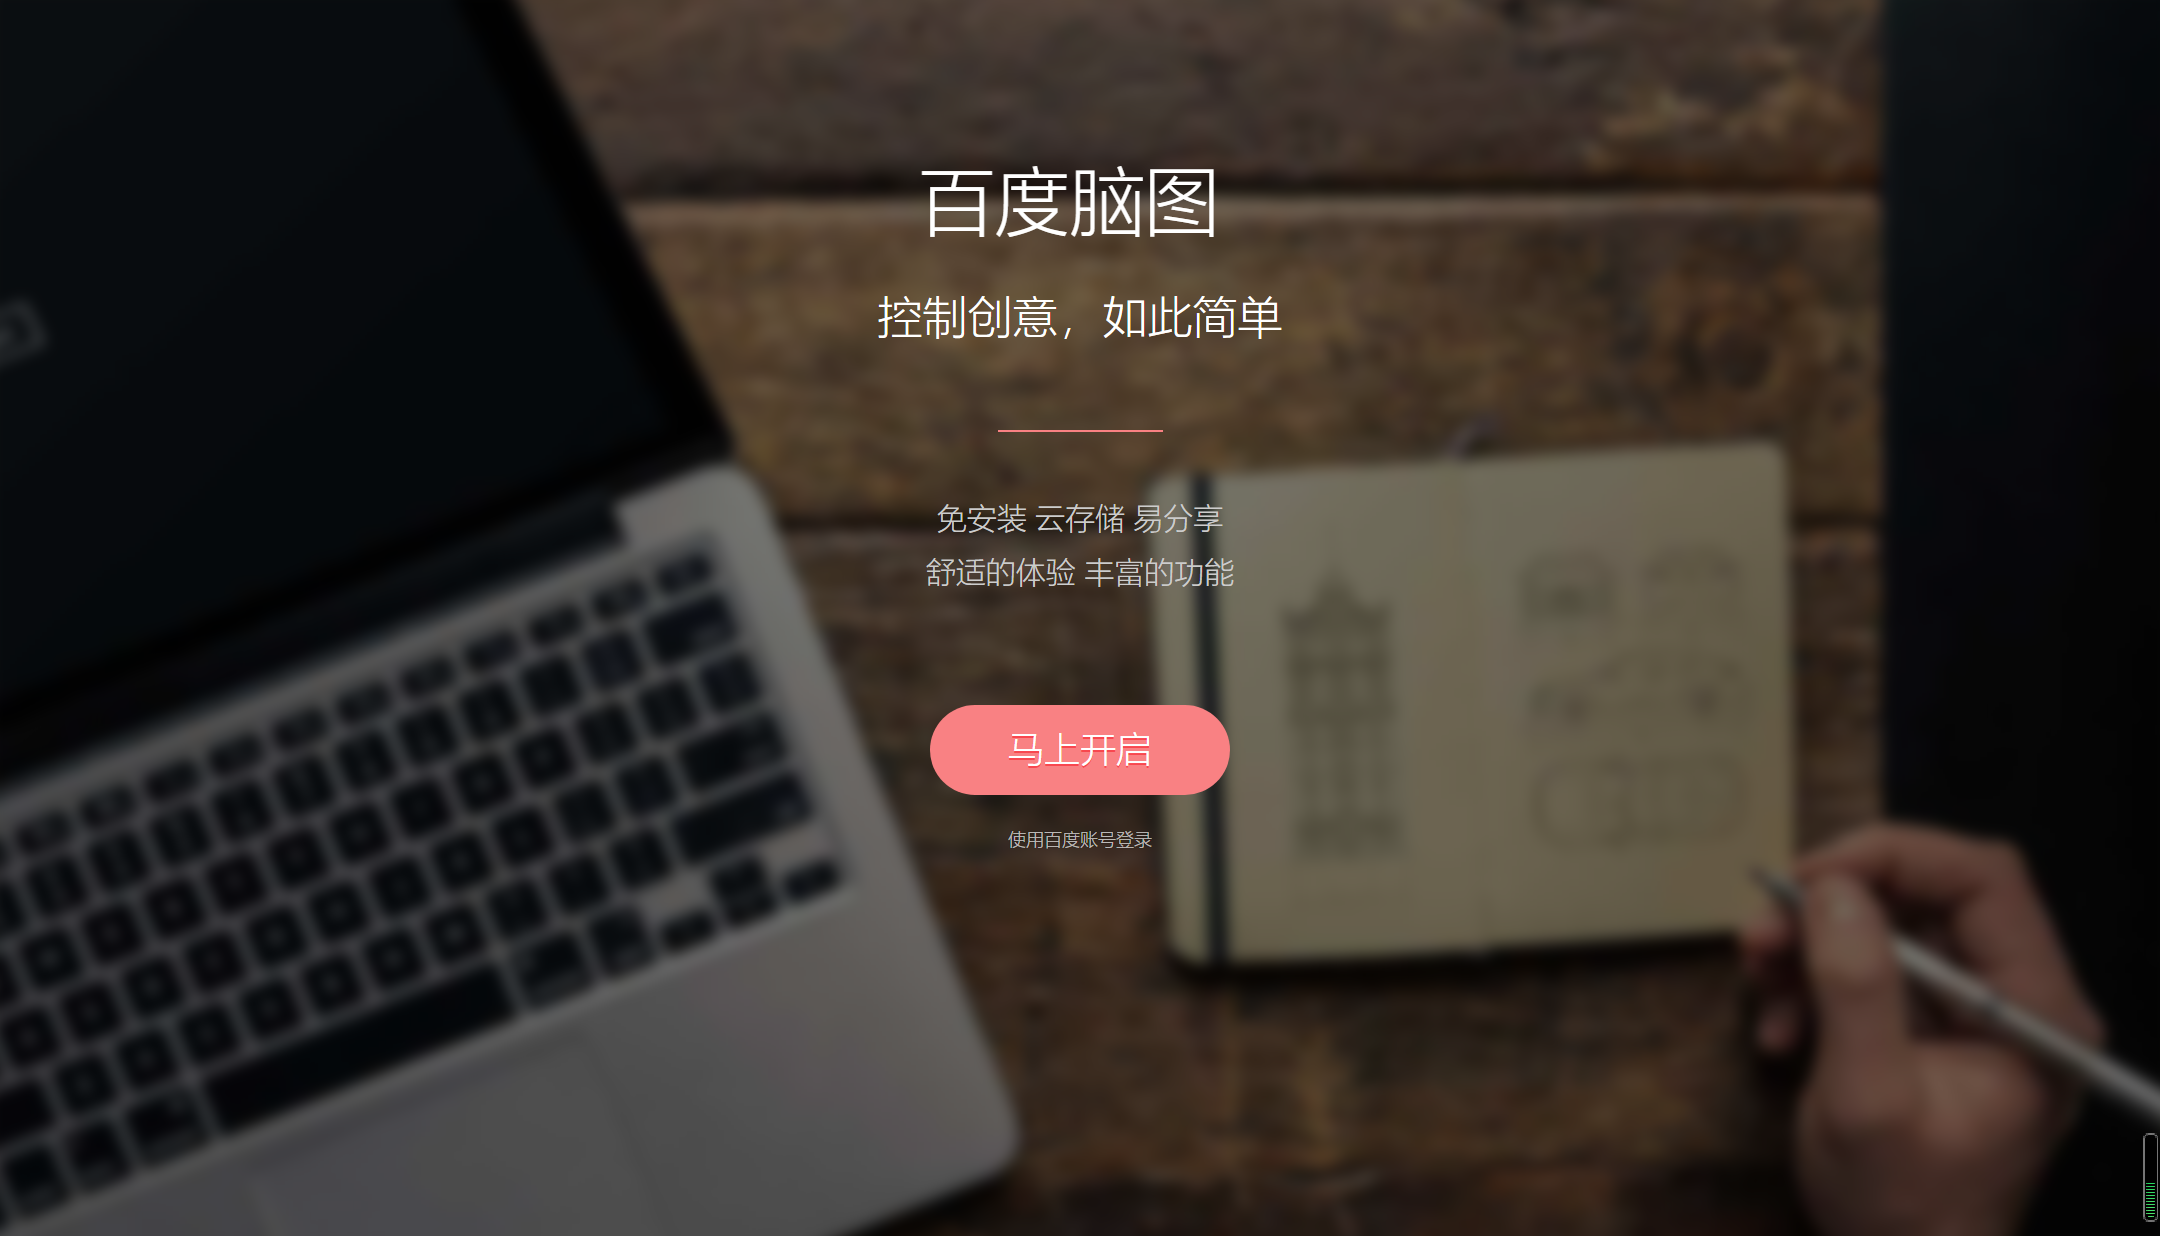 百度脑图
控制创意，如此简单
免安装 云存储 易分享
舒适的体验 丰富的功能
马上开启
使用百度账号登录